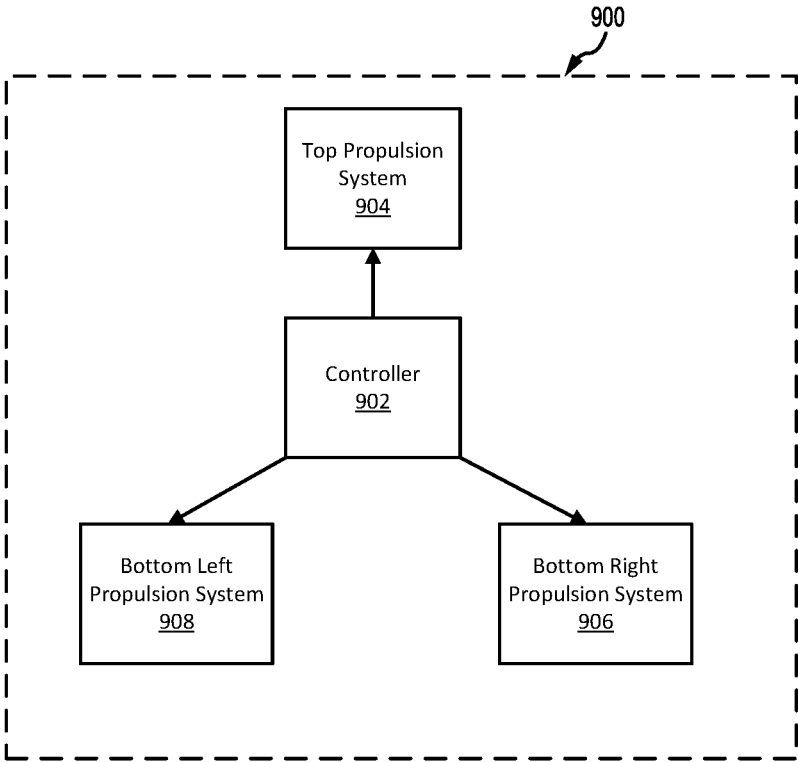 900
Top Propulsion
System
904
Controller
902
Bottom Left
Propulsion System
908
Bottom Right
Propulsion System
906